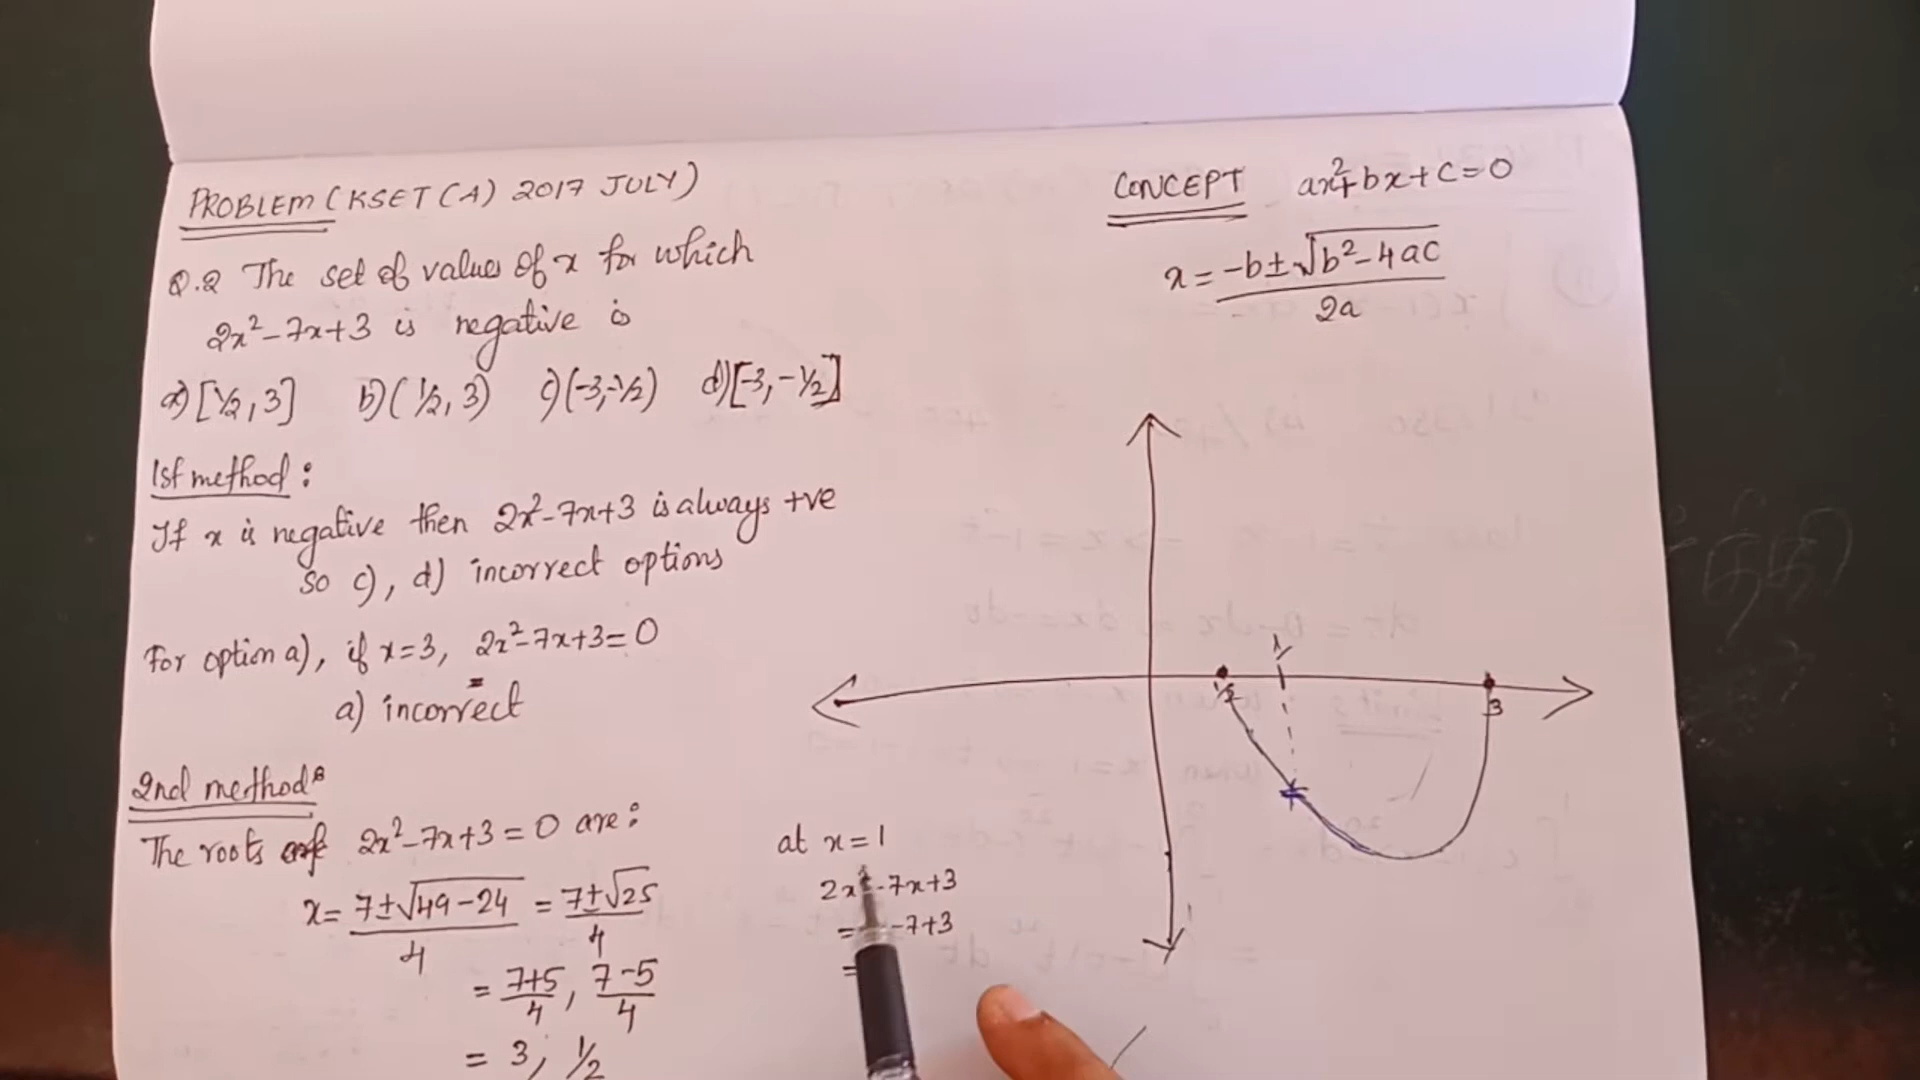 PROBLEM (KSET (A) 2017 JULY)
Q.2 The set of values of x for which
2x²-7x+3 is negative is
a) [1/2, 3] b) (1/2, 3) c) (-3,-1/2) d) [-3, -1/2]
1st method:
If x is negative then 2x²-7x+3 is always +ve
so c), d) incorrect options
For option a), if x=3, 2x²-7x+3=0
a) incorrect
2nd method:
The roots of 2x²-7x+3=0 are:
x= 7±√49-24 / 4 = 7±√25 / 4
= 7+5 / 4, 7-5 / 4
= 3, 1/2
at x=1
2x -7x+3
= -7+3
=
CONCEPT ax²+bx+c=0
x= -b±√b²-4ac / 2a
1
1/2
3